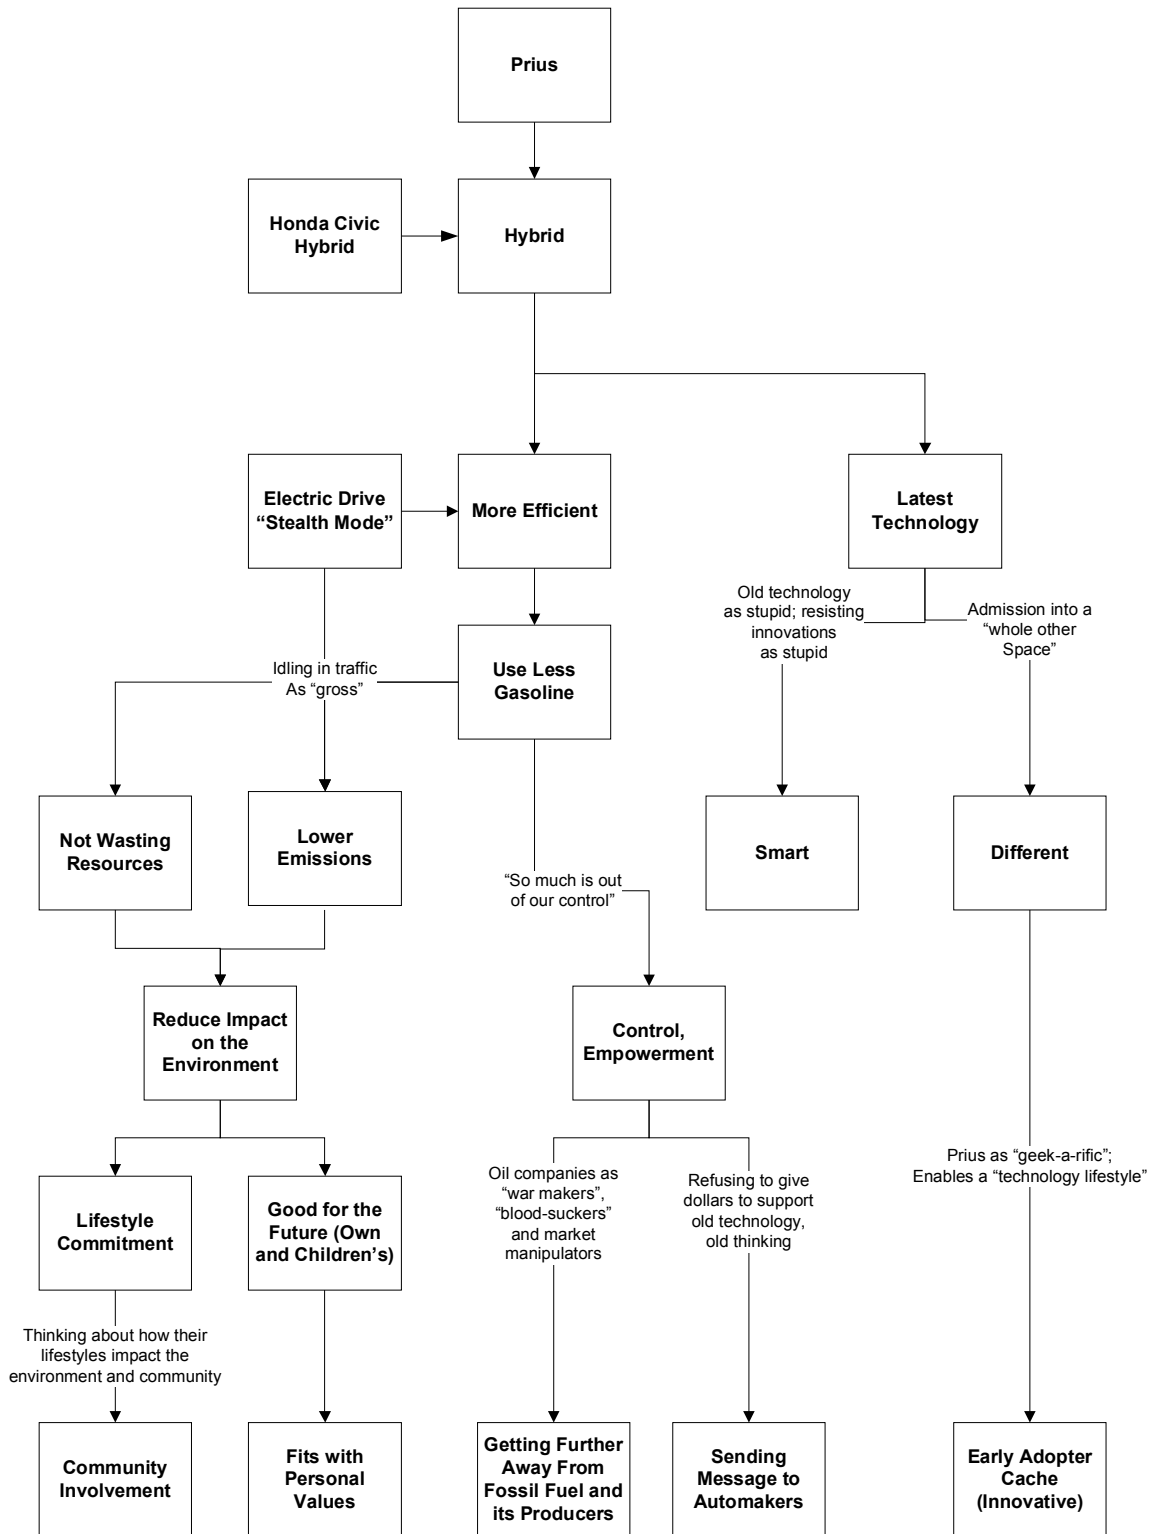 Prius
Honda Civic
Hybrid
Hybrid
Electric Drive
“Stealth Mode”
More Efficient
Latest
Technology
Old technology
as stupid; resisting
innovations
as stupid
Admission into a
“whole other
Space”
Idling in traffic
As “gross”
Use Less
Gasoline
Not Wasting
Resources
Lower
Emissions
Smart
Different
“So much is out
of our control”
Reduce Impact
on the
Environment
Control,
Empowerment
Lifestyle
Commitment
Good for the
Future (Own
and Children’s)
Oil companies as
“war makers”,
“blood-suckers”
and market
manipulators
Refusing to give
dollars to support
old technology,
old thinking
Prius as “geek-a-rific”;
Enables a “technology lifestyle”
Thinking about how their
lifestyles impact the
environment and community
Community
Involvement
Fits with
Personal
Values
Getting Further
Away From
Fossil Fuel and
its Producers
Sending
Message to
Automakers
Early Adopter
Cache
(Innovative)